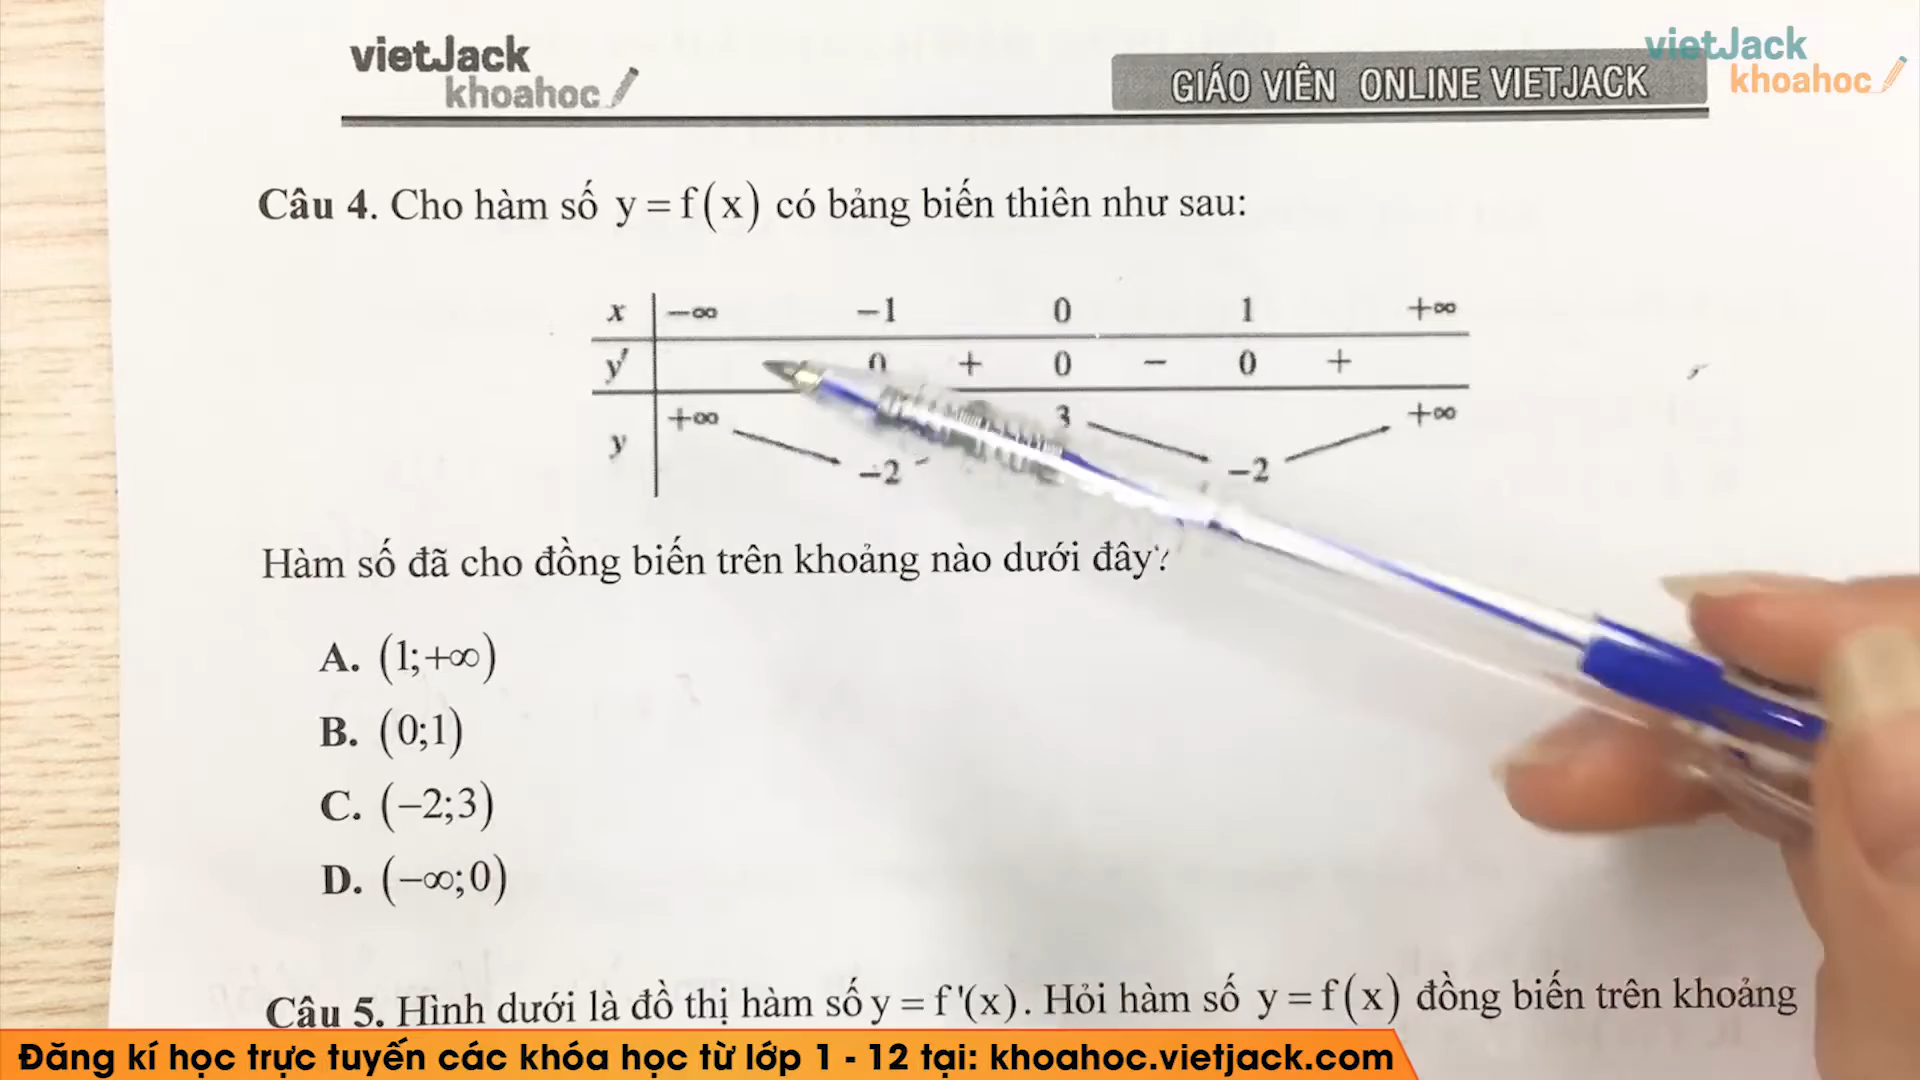 vietJack
khoahoc
GIÁO VIÊN ONLINE VIETJACK
vietJack
khoahoc
Câu 4. Cho hàm số y = f(x) có bảng biến thiên như sau:
x −∞ −1 0 1 +∞
y' 0 + 0 − 0 +
+∞ 3 +∞
y
−2 −2
Hàm số đã cho đồng biến trên khoảng nào dưới đây?
A. (1;+∞)
B. (0;1)
C. (−2;3)
D. (−∞;0)
Câu 5. Hình dưới là đồ thị hàm số y = f'(x). Hỏi hàm số y = f(x) đồng biến trên khoảng
Đăng kí học trực tuyến các khóa học từ lớp 1 - 12 tại: khoahoc.vietjack.com